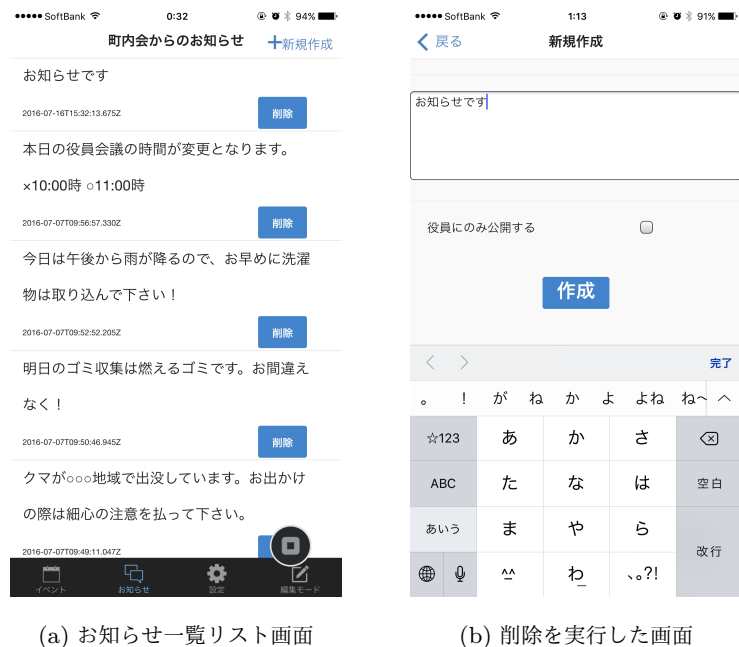 SoftBank 0:32 94%
町内会からのお知らせ +新規作成
お知らせです
2016-07-16T15:32:13.675Z 削除
本日の役員会議の時間が変更となります。
×10:00時 ○11:00時
2016-07-07T09:56:57.330Z 削除
今日は午後から雨が降るので、お早めに洗濯
物は取り込んで下さい！
2016-07-07T09:52:52.205Z 削除
明日のゴミ収集は燃えるゴミです。お間違え
なく！
2016-07-07T09:50:46.945Z 削除
クマが○○○地域で出没しています。お出かけ
の際は細心の注意を払って下さい。
2016-07-07T09:49:11.047Z
イベント お知らせ 設定 編集モード
(a) お知らせ一覧リスト画面
SoftBank 1:13 91%
戻る 新規作成
お知らせです
役員にのみ公開する
作成
完了
。 ！ が ね か よ よね ね〜
☆123 あ か さ
ABC た な は 空白
あいう ま や ら
改行
^^ わ 、。?!
(b) 削除を実行した画面